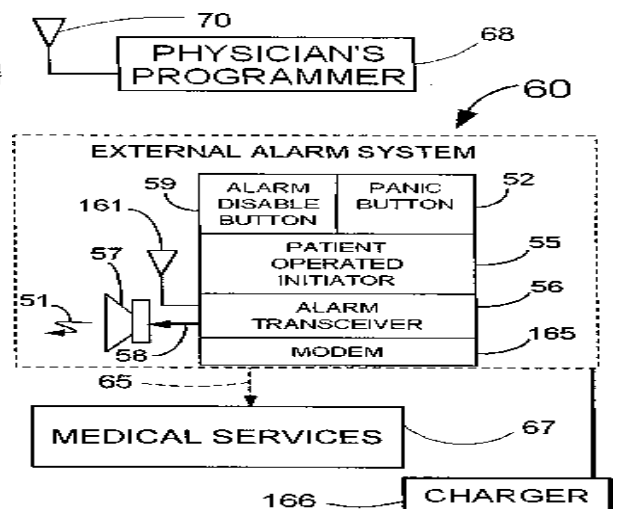 70
PHYSICIAN'S
PROGRAMMER
68
60
EXTERNAL ALARM SYSTEM
59
ALARM
DISABLE
BUTTON
PANIC
BUTTON
52
161
57
PATIENT
OPERATED
INITIATOR
55
51
56
ALARM
TRANSCEIVER
58
MODEM
165
65
MEDICAL SERVICES
67
166
CHARGER